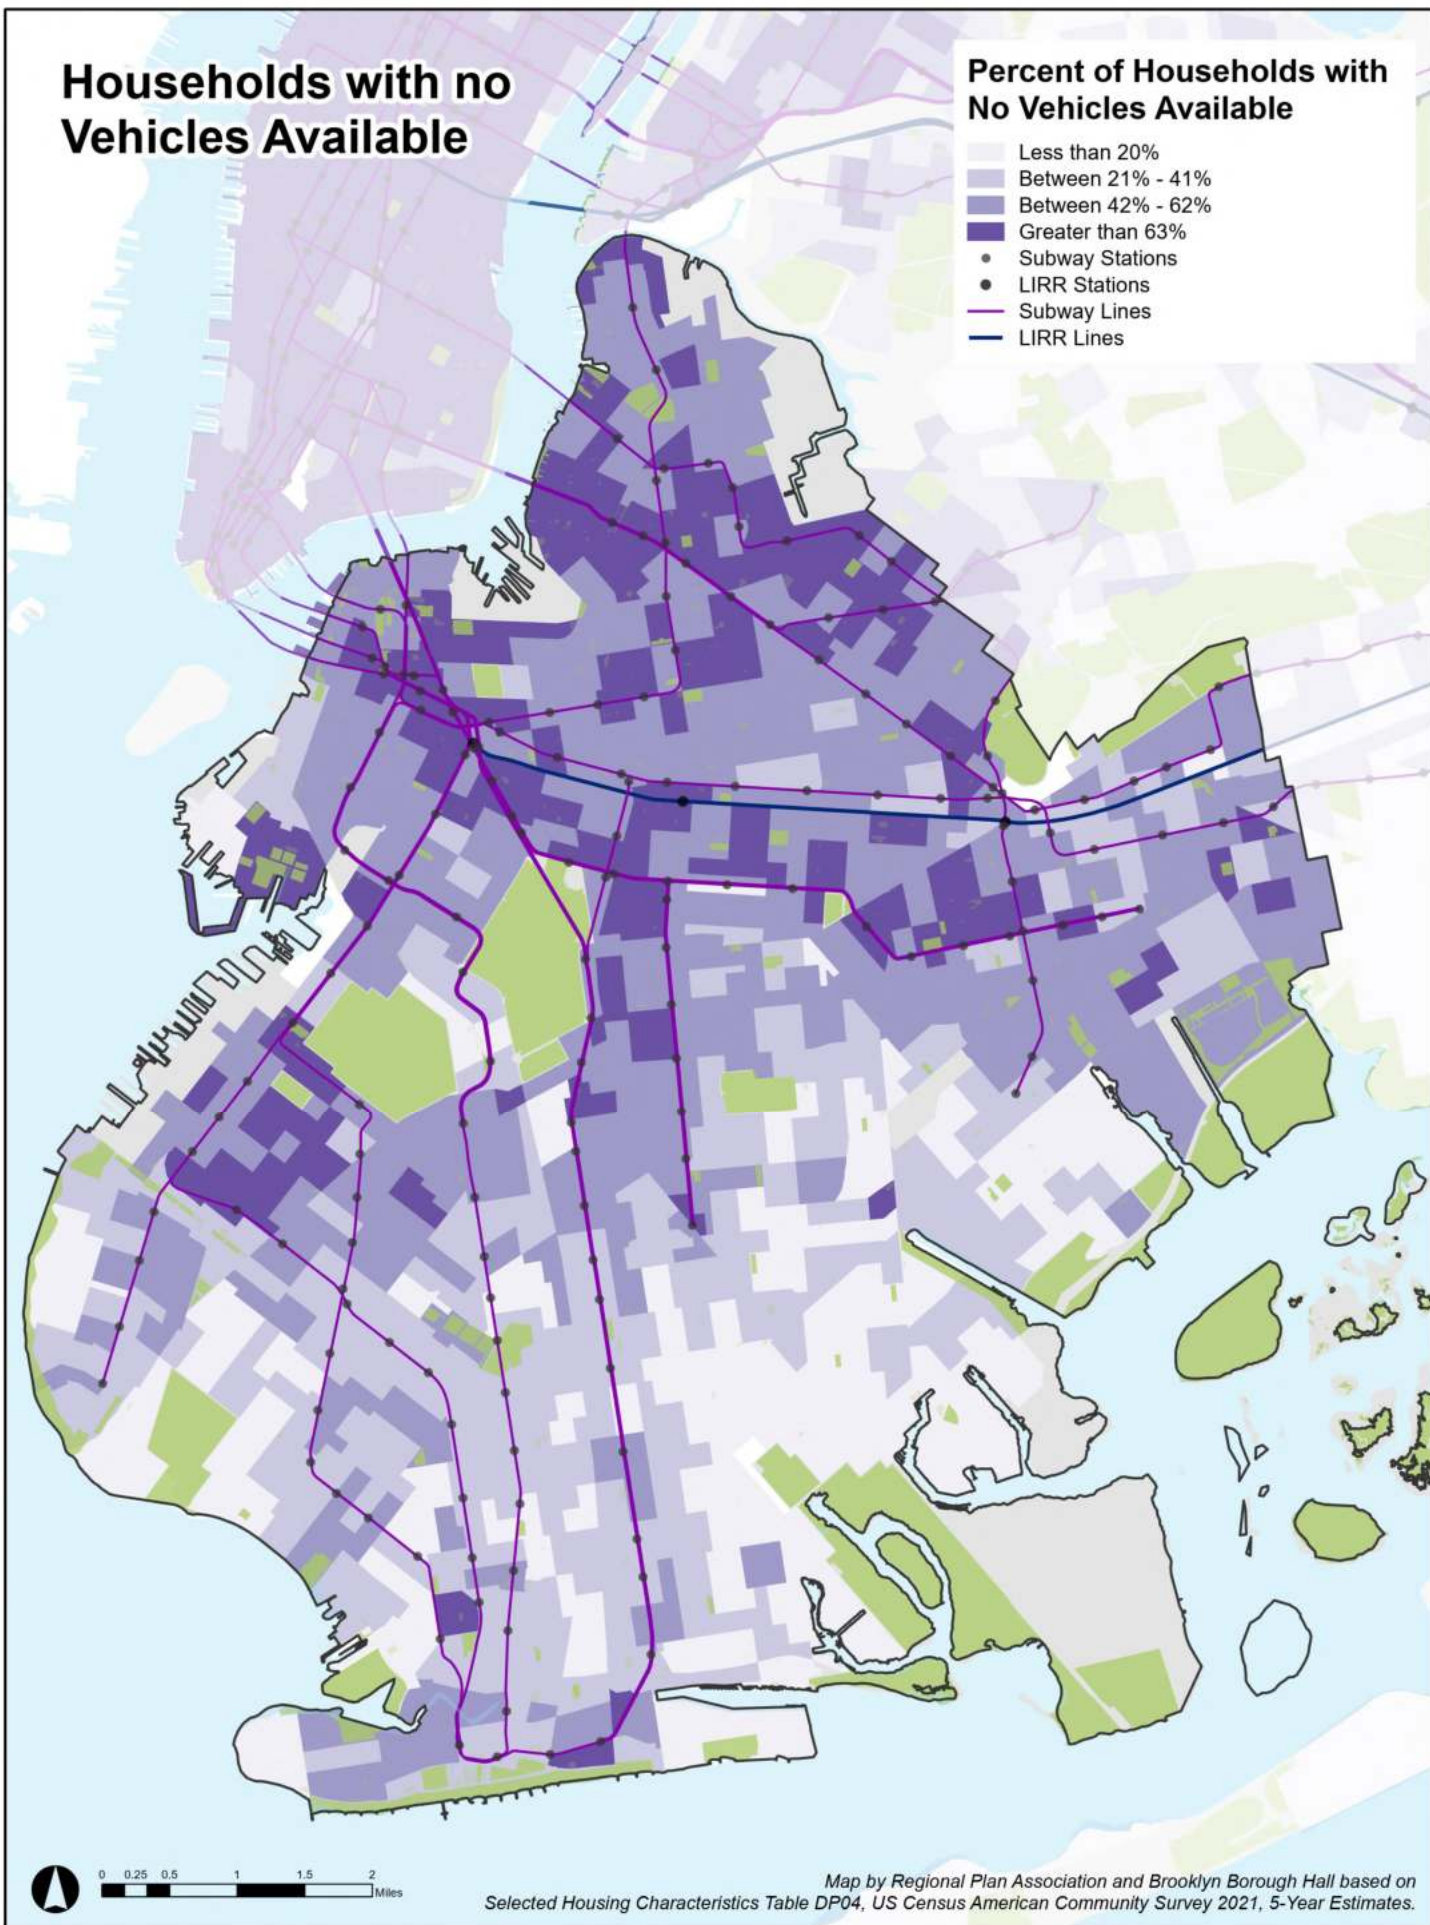 Households with no
Vehicles Available
Percent of Households with
No Vehicles Available
Less than 20%
Between 21% - 41%
Between 42% - 62%
Greater than 63%
Subway Stations
LIRR Stations
Subway Lines
LIRR Lines
0 0.25 0.5 1 1.5 2
Miles
Map by Regional Plan Association and Brooklyn Borough Hall based on
Selected Housing Characteristics Table DP04, US Census American Community Survey 2021, 5-Year Estimates.